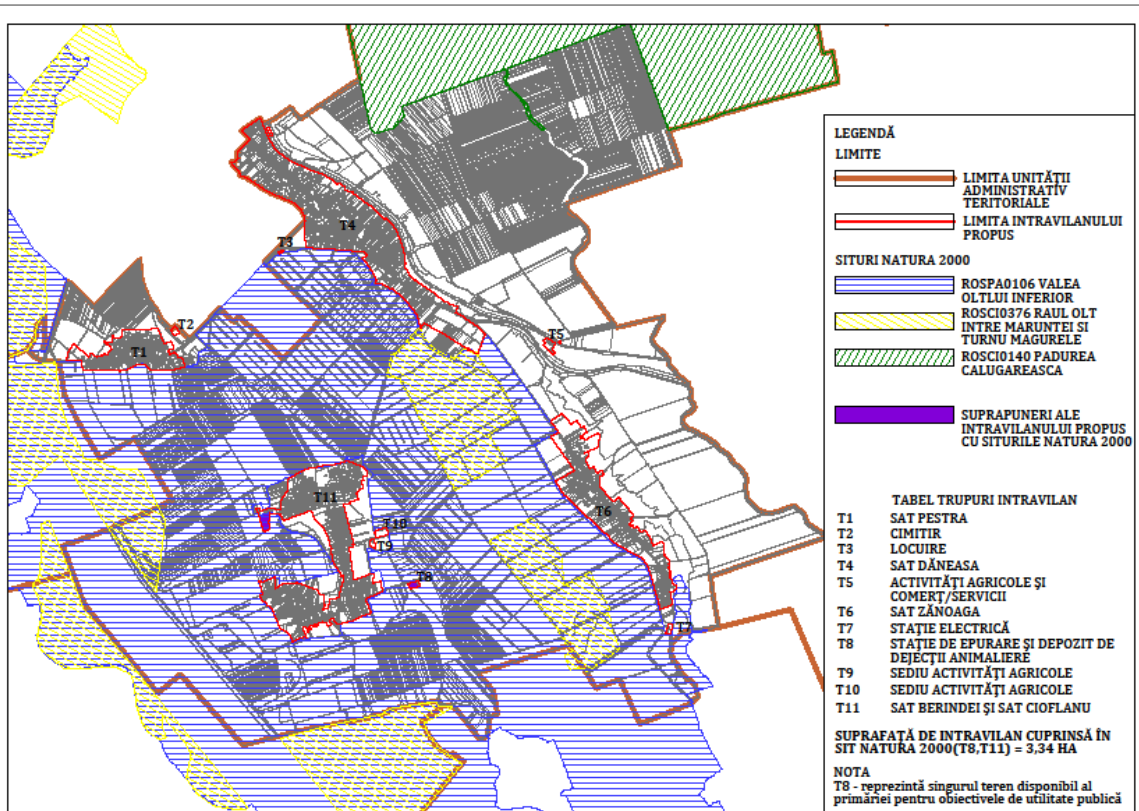 T4
T3
T2
T1
T5
T11
T10
T9
T8
T6
T7
LEGENDĂ
LIMITE
LIMITA UNITĂȚII
ADMINISTRATIV
TERITORIALE
LIMITA INTRAVILANULUI
PROPUS
SITURI NATURA 2000
ROSPA0106 VALEA
OLTLUI INFERIOR
ROSCI0376 RAUL OLT
INTRE MARUNTEI SI
TURNU MAGURELE
ROSCI0140 PADUREA
CALUGAREASCA
SUPRAPUNERI ALE
INTRAVILANULUI PROPUS
CU SITURILE NATURA 2000
TABEL TRUPURI INTRAVILAN
T1 SAT PESTRA
T2 CIMITIR
T3 LOCUIRE
T4 SAT DĂNEASA
T5 ACTIVITĂȚI AGRICOLE ȘI
COMERȚ/SERVICII
T6 SAT ZĂNOAGA
T7 STAȚIE ELECTRICĂ
T8 STAȚIE DE EPURARE ȘI DEPOZIT DE
DEJECȚII ANIMALIERE
T9 SEDIU ACTIVITĂȚI AGRICOLE
T10 SEDIU ACTIVITĂȚI AGRICOLE
T11 SAT BERINDEI ȘI SAT CIOFLANU
SUPRAFAȚĂ DE INTRAVILAN CUPRINSĂ ÎN
SIT NATURA 2000(T8,T11) = 3,34 HA
NOTA
T8 - reprezintă singurul teren disponibil al
primăriei pentru obiectivele de utilitate publică